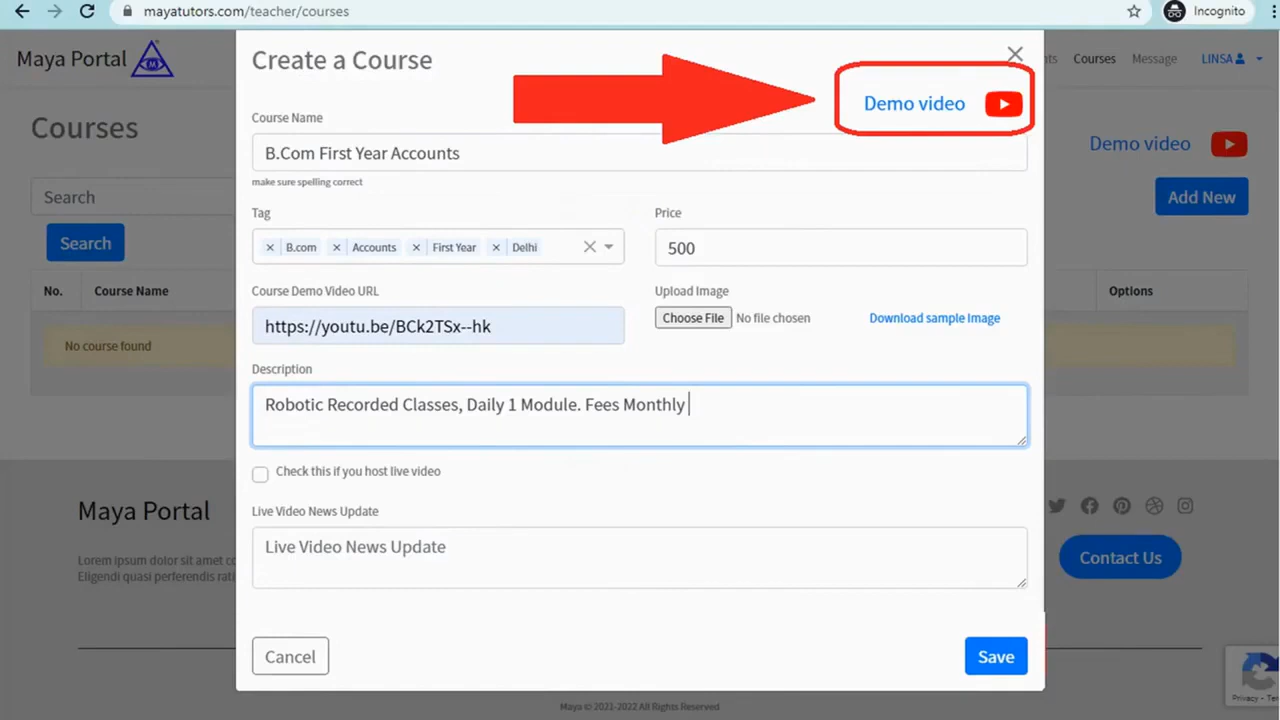 mayatutors.com/teacher/courses
Incognito
Maya Portal
Courses
Message
LINSA
Create a Course
Demo video
Courses
Demo video
Course Name
B.Com First Year Accounts
make sure spelling correct
Search
Add New
Tag
Price
B.com
Accounts
First Year
Delhi
500
Search
No.
Course Name
Options
Course Demo Video URL
Upload Image
https://youtu.be/BCk2TSx--hk
Choose File No file chosen
Download sample Image
No course found
Description
Robotic Recorded Classes, Daily 1 Module. Fees Monthly
Check this if you host live video
Maya Portal
Live Video News Update
Live Video News Update
Lorem ipsum dolor sit amet
Eligendi quasi perferendis
Contact Us
Cancel
Save
Maya © 2021-2022 All Rights Reserved